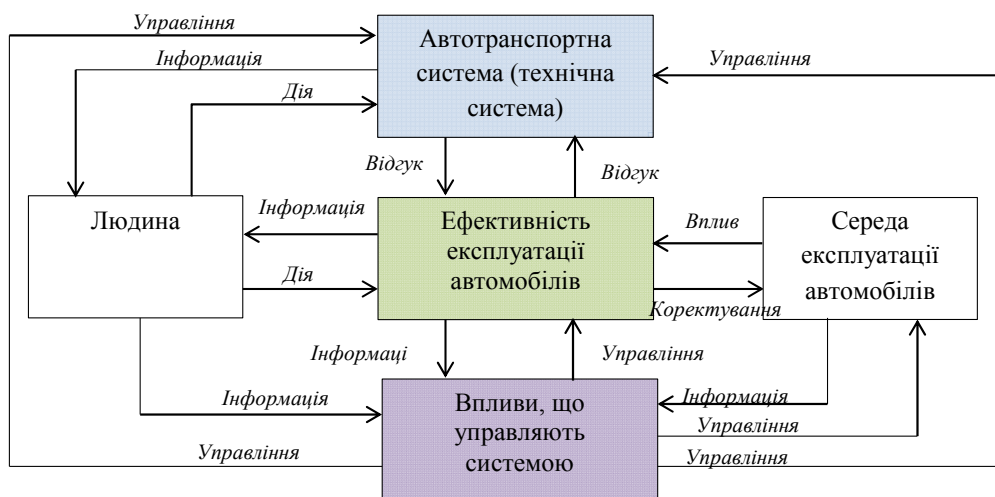 Управління
Автотранспортна
система (технічна
система)
Інформація
Управління
Дія
Відгук
Відгук
Людина
Інформація
Ефективність
експлуатації
автомобілів
Вплив
Середа
експлуатації
автомобілів
Дія
Коректування
Інформаці
Управління
Інформація
Впливи, що
управляють
системою
Інформація
Управління
Управління
Управління